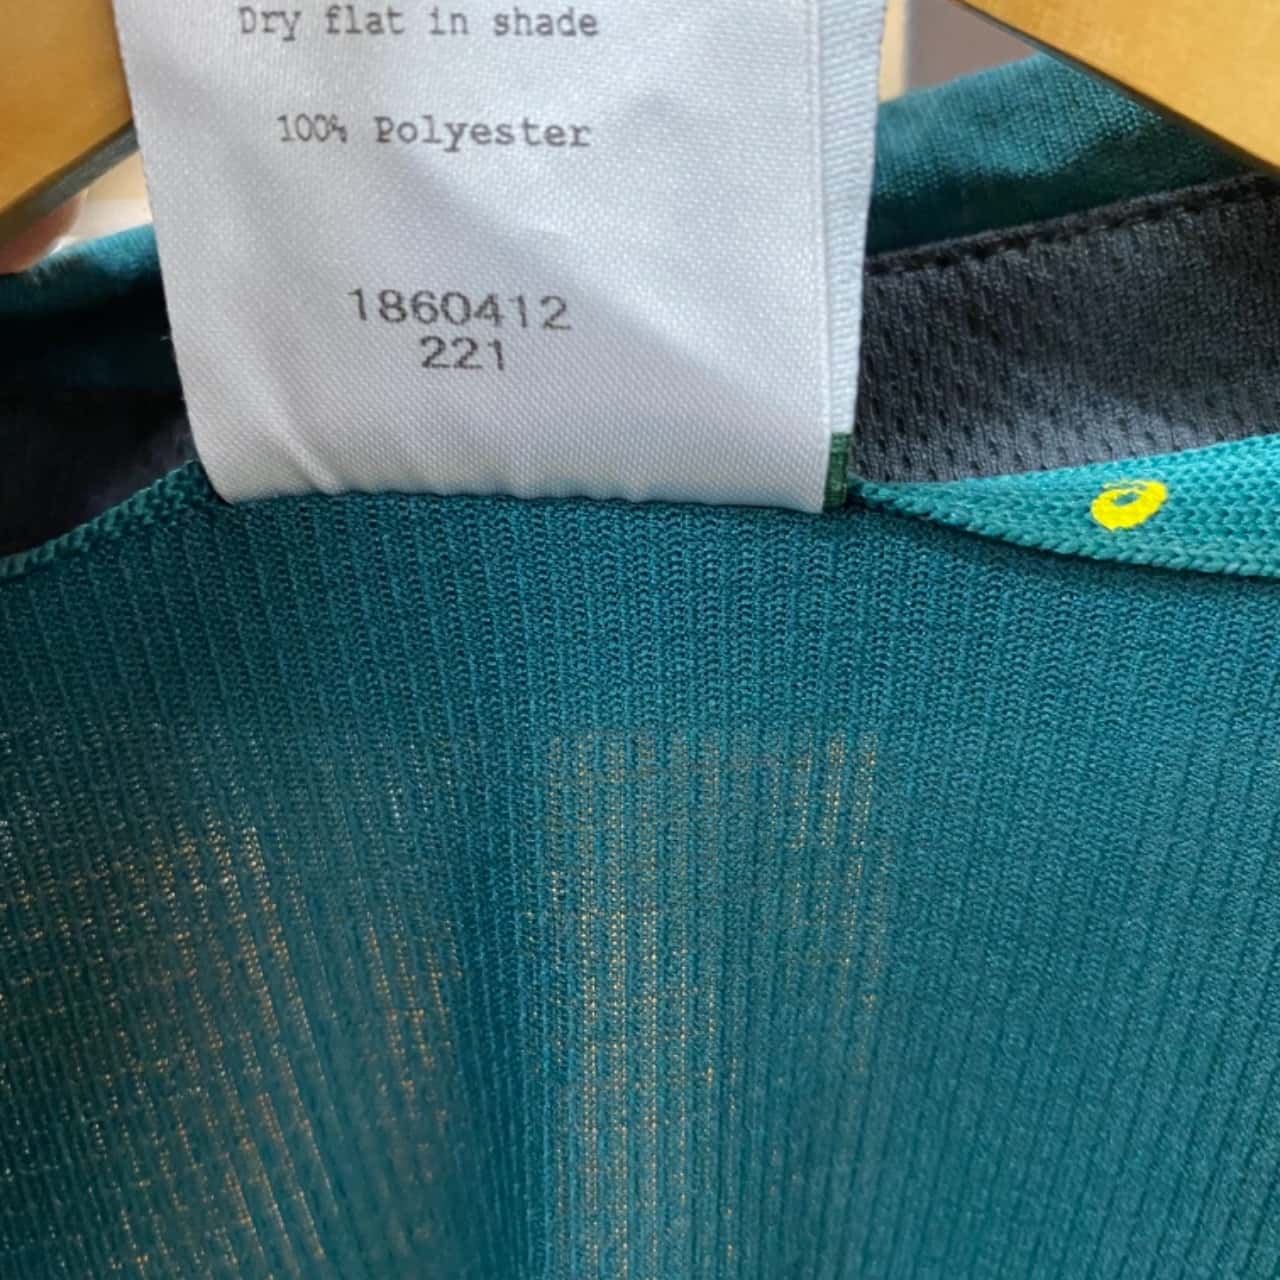 Dry flat in shade
100% Polyester
1860412
221